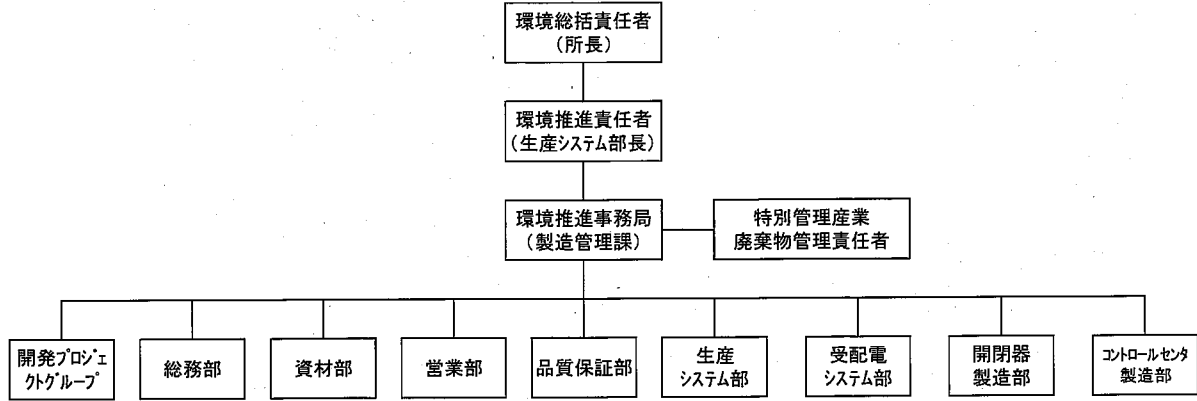 環境総括責任者
(所長)
環境推進責任者
(生産ｼｽﾃﾑ部長)
環境推進事務局
(製造管理課)
特別管理産業
廃棄物管理責任者
開発ﾌﾟﾛｼﾞｪ
ｸﾄｸﾞﾙｰﾌﾟ
総務部
資材部
営業部
品質保証部
生産
ｼｽﾃﾑ部
受配電
ｼｽﾃﾑ部
開閉器
製造部
ｺﾝﾄﾛｰﾙｾﾝﾀ
製造部